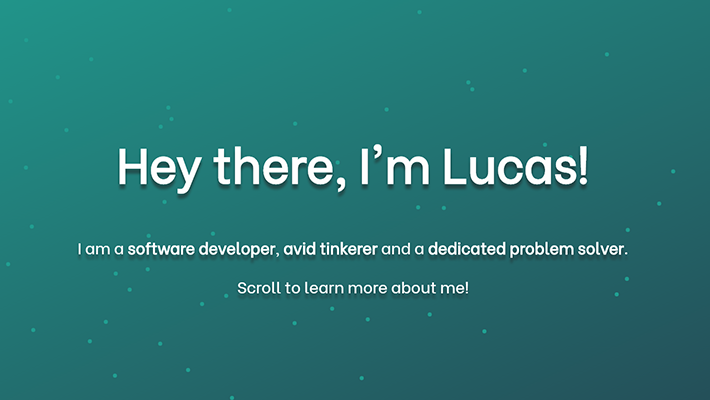 Hey there, I’m Lucas!
I am a software developer, avid tinkerer and a dedicated problem solver.
Scroll to learn more about me!